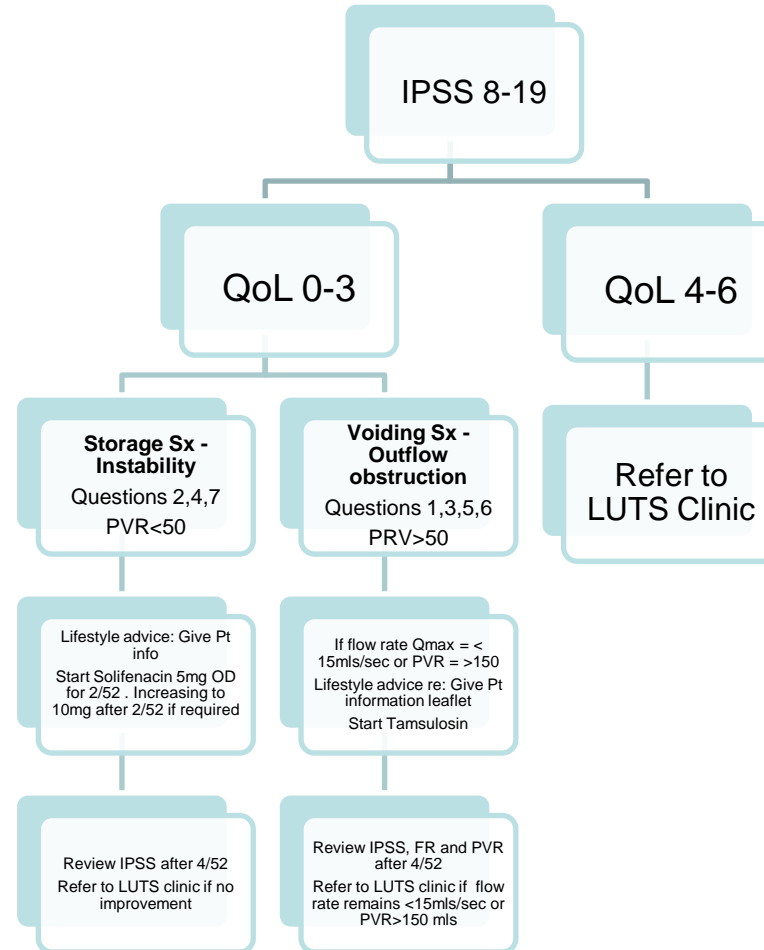 IPSS 8-19
QoL 0-3
QoL 4-6
Storage Sx -
Instability
Questions 2,4,7
PVR<50
Voiding Sx -
Outflow
obstruction
Questions 1,3,5,6
PRV>50
Refer to
LUTS Clinic
Lifestyle advice: Give Pt
info
Start Solifenacin 5mg OD
for 2/52 . Increasing to
10mg after 2/52 if required
If flow rate Qmax = <
15mls/sec or PVR = >150
Lifestyle advice re: Give Pt
information leaflet
Start Tamsulosin
Review IPSS after 4/52
Refer to LUTS clinic if no
improvement
Review IPSS, FR and PVR
after 4/52
Refer to LUTS clinic if  flow
rate remains <15mls/sec or
PVR>150 mls